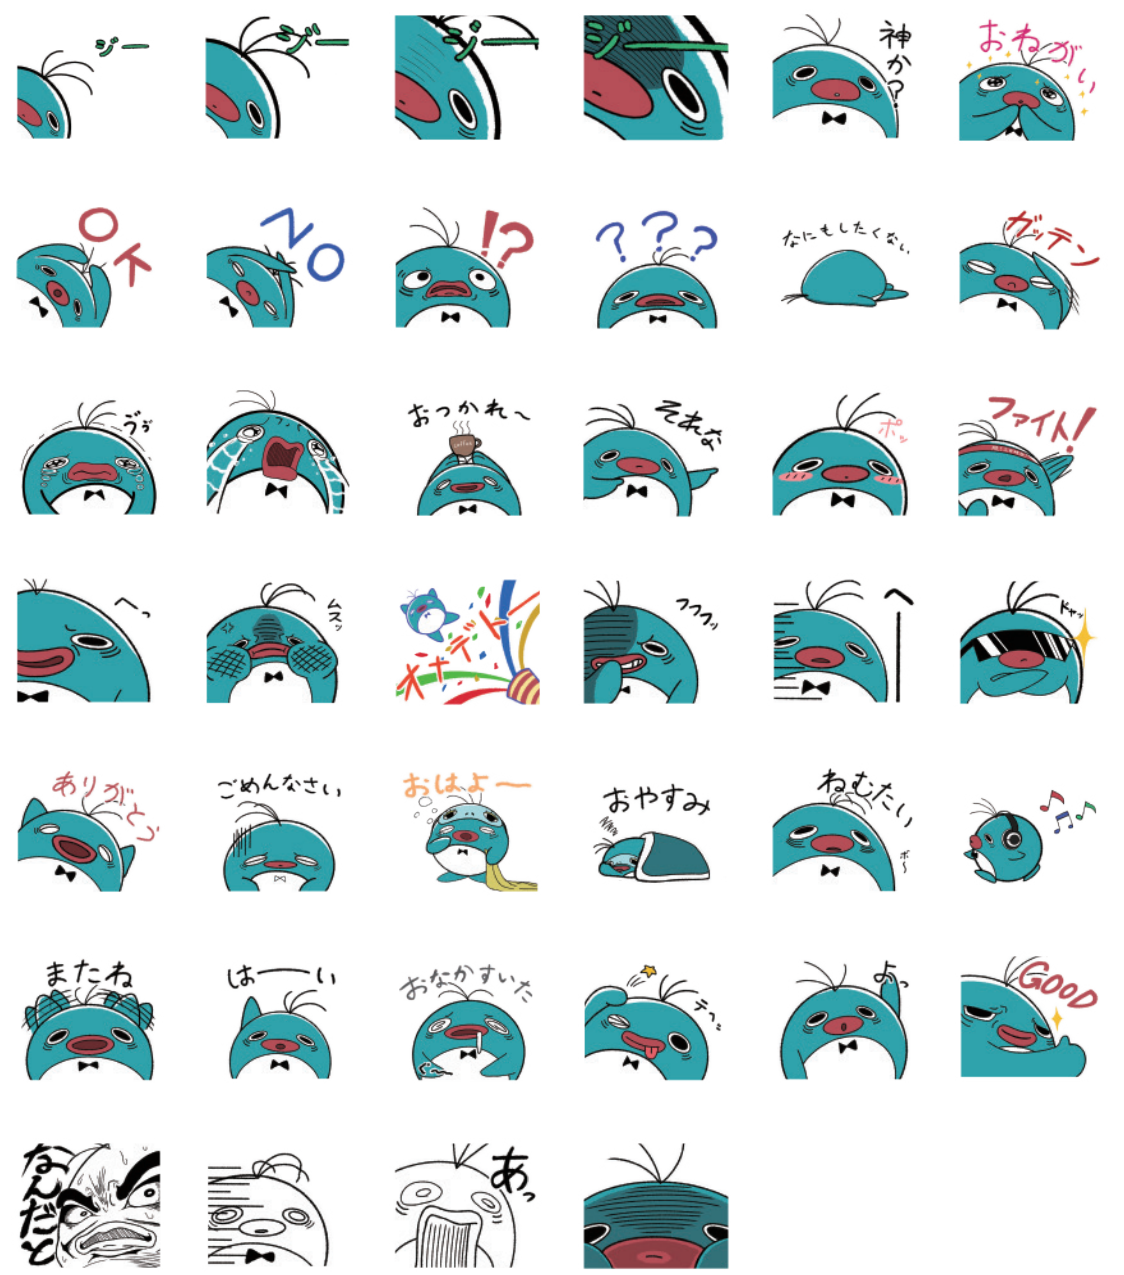 ジー
ジー
ジー
ジー
神か?
おねがい
OK
NO
!?
? ? ?
なにもしたくない
ガッテン
ゔぅ
おつかれ〜
coffee
それな
ポッ
ファイト!
へっ
ムスッ
オメデトー
フフフッ
へ
ドヤッ
ありがとう
ごめんなさい
おはよー
おやすみ
ねむたい
ボ〜
またね
はーい
おなかすいた
テヘッ
よっ
GOOD
なんだと
あっ